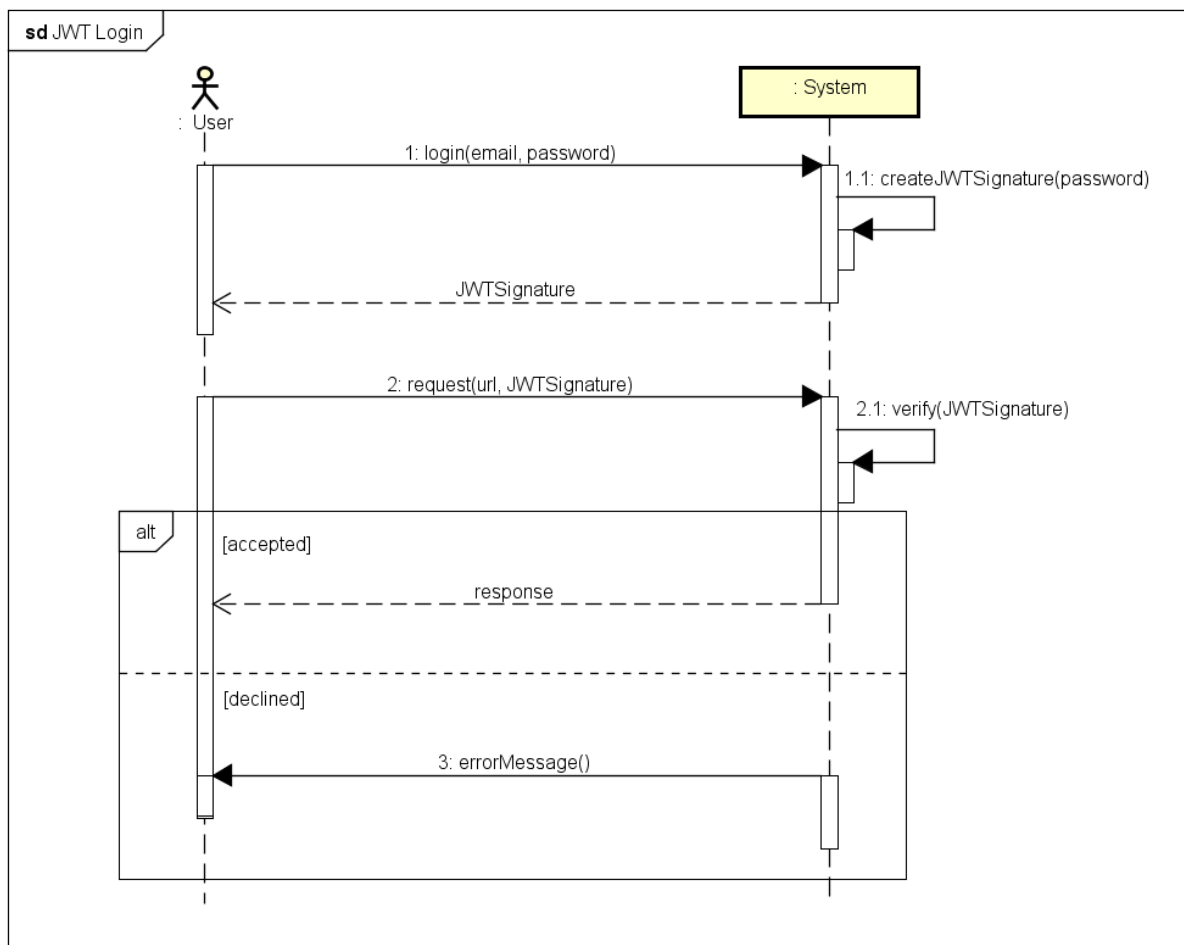 sd JWT Login
: User
: System
1: login(email, password)
1.1: createJWTSignature(password)
JWTSignature
2: request(url, JWTSignature)
2.1: verify(JWTSignature)
alt
[accepted]
response
[declined]
3: errorMessage()